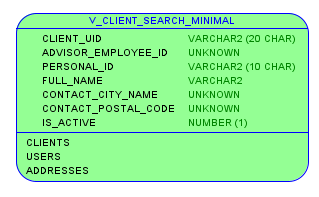 V_CLIENT_SEARCH_MINIMAL
CLIENT_UID VARCHAR2 (20 CHAR)
ADVISOR_EMPLOYEE_ID UNKNOWN
PERSONAL_ID VARCHAR2 (10 CHAR)
FULL_NAME VARCHAR2
CONTACT_CITY_NAME UNKNOWN
CONTACT_POSTAL_CODE UNKNOWN
IS_ACTIVE NUMBER (1)
CLIENTS
USERS
ADDRESSES